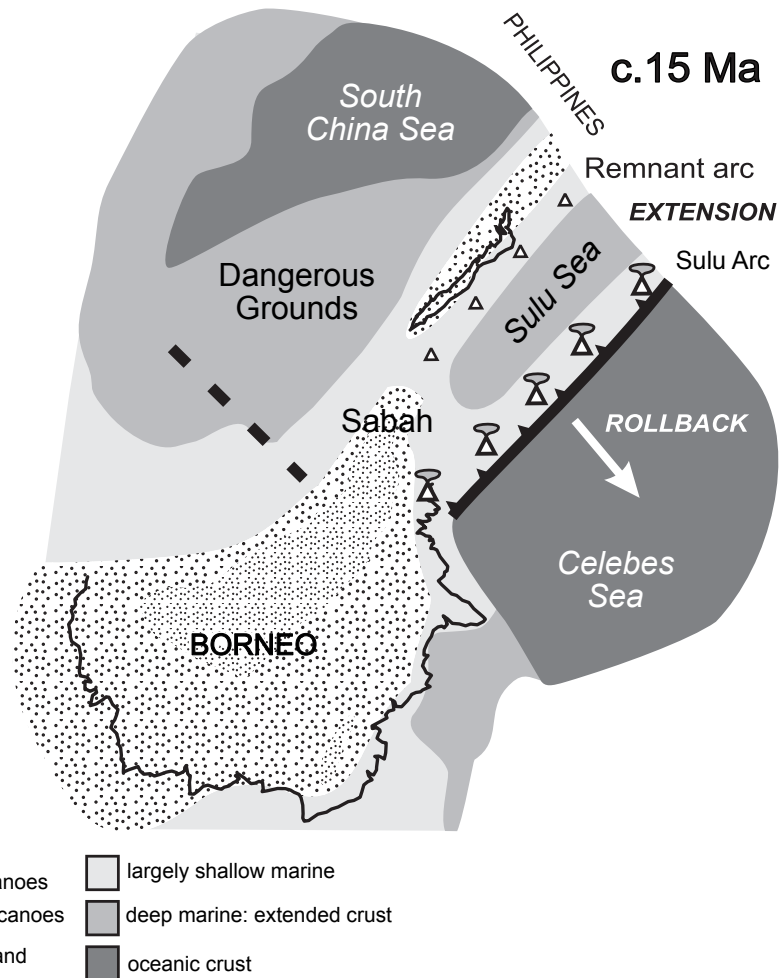 PHILIPPINES
c.15 Ma
South
China Sea
Remnant arc
EXTENSION
Sulu Sea
Sulu Arc
Dangerous
Grounds
Sabah
ROLLBACK
Celebes
Sea
BORNEO
largely shallow marine
deep marine: extended crust
oceanic crust